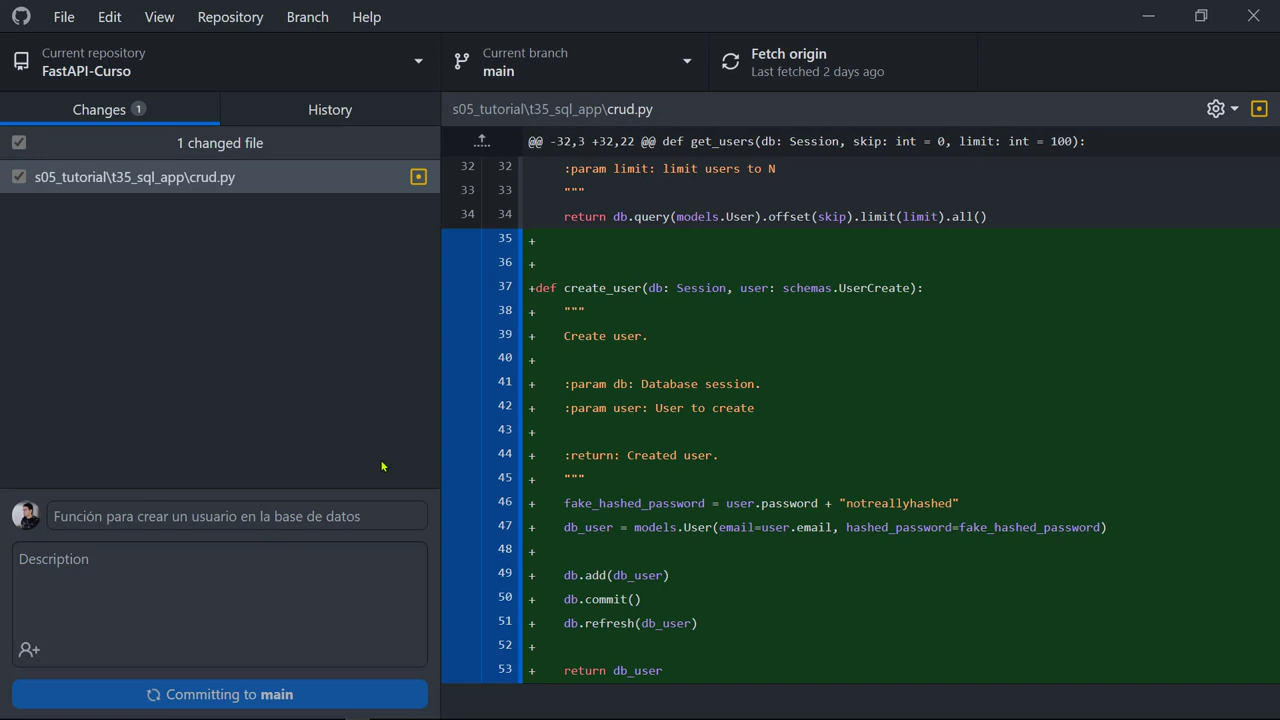 File Edit View Repository Branch Help
Current repository
FastAPI-Curso
Current branch
main
Fetch origin
Last fetched 2 days ago
Changes 1
History
1 changed file
s05_tutorial\t35_sql_app\crud.py
s05_tutorial\t35_sql_app\crud.py
@@ -32,3 +32,22 @@ def get_users(db: Session, skip: int = 0, limit: int = 100):
32 32 :param limit: limit users to N
33 33 """
34 34 return db.query(models.User).offset(skip).limit(limit).all()
35 +
36 +
37 +def create_user(db: Session, user: schemas.UserCreate):
38 + """
39 + Create user.
40 +
41 + :param db: Database session.
42 + :param user: User to create
43 +
44 + :return: Created user.
45 + """
46 + fake_hashed_password = user.password + "notreallyhashed"
47 + db_user = models.User(email=user.email, hashed_password=fake_hashed_password)
48 +
49 + db.add(db_user)
50 + db.commit()
51 + db.refresh(db_user)
52 +
53 + return db_user
Función para crear un usuario en la base de datos
Description
Committing to main